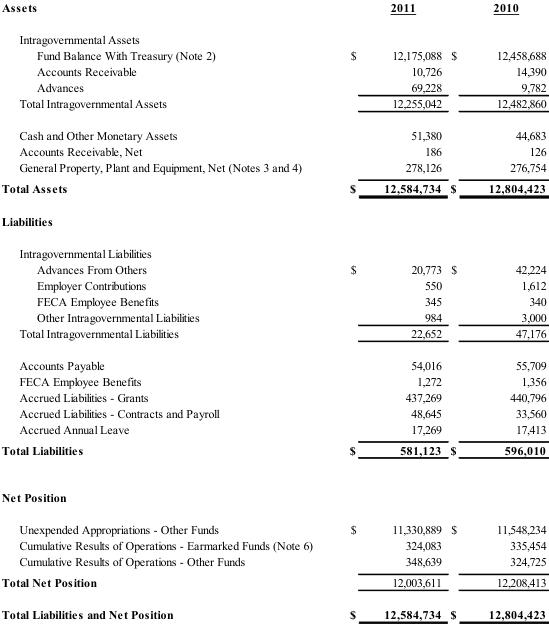 Assets 2011 2010
Intragovernmental Assets
Fund Balance With Treasury (Note 2) $ 12,175,088 $ 12,458,688
Accounts Receivable 10,726 14,390
Advances 69,228 9,782
Total Intragovernmental Assets 12,255,042 12,482,860
Cash and Other Monetary Assets 51,380 44,683
Accounts Receivable, Net 186 126
General Property, Plant and Equipment, Net (Notes 3 and 4) 278,126 276,754
Total Assets $ 12,584,734 $ 12,804,423
Liabilities
Intragovernmental Liabilities
Advances From Others $ 20,773 $ 42,224
Employer Contributions 550 1,612
FECA Employee Benefits 345 340
Other Intragovernmental Liabilities 984 3,000
Total Intragovernmental Liabilities 22,652 47,176
Accounts Payable 54,016 55,709
FECA Employee Benefits 1,272 1,356
Accrued Liabilities - Grants 437,269 440,796
Accrued Liabilities - Contracts and Payroll 48,645 33,560
Accrued Annual Leave 17,269 17,413
Total Liabilities $ 581,123 $ 596,010
Net Position
Unexpended Appropriations - Other Funds $ 11,330,889 $ 11,548,234
Cumulative Results of Operations - Earmarked Funds (Note 6) 324,083 335,454
Cumulative Results of Operations - Other Funds 348,639 324,725
Total Net Position 12,003,611 12,208,413
Total Liabilities and Net Position $ 12,584,734 $ 12,804,423